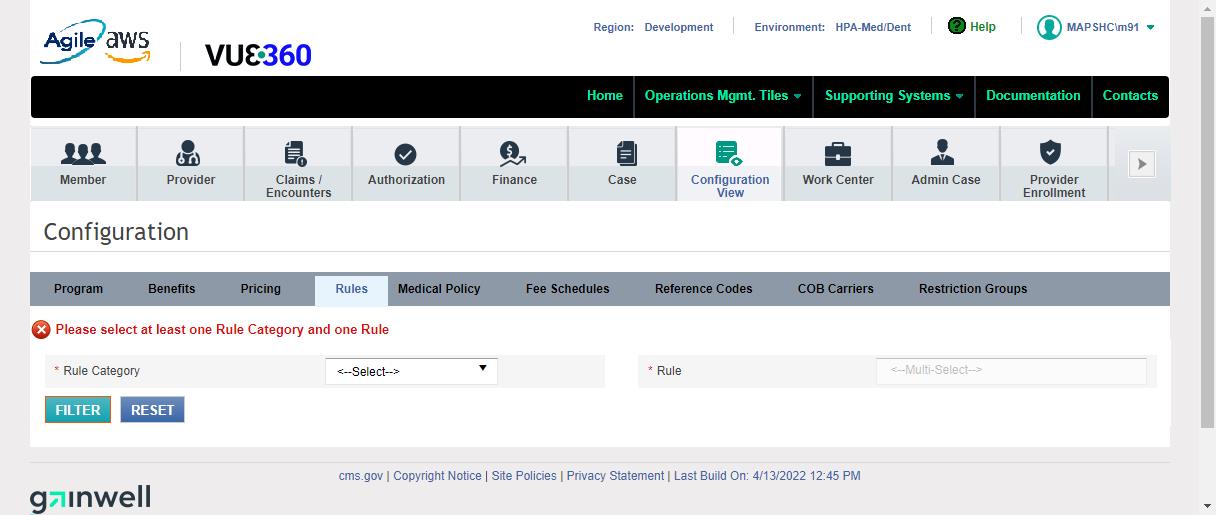 Agile aws
VUE360
Region: Development
Environment: HPA-Med/Dent
? Help
MAPSHC\m91
Home
Operations Mgmt. Tiles
Supporting Systems
Documentation
Contacts
Member
Provider
Claims /
Encounters
Authorization
Finance
Case
Configuration
View
Work Center
Admin Case
Provider
Enrollment
Configuration
Program
Benefits
Pricing
Rules
Medical Policy
Fee Schedules
Reference Codes
COB Carriers
Restriction Groups
Please select at least one Rule Category and one Rule
* Rule Category
<--Select-->
* Rule
<--Multi-Select-->
FILTER
RESET
cms.gov | Copyright Notice | Site Policies | Privacy Statement | Last Build On: 4/13/2022 12:45 PM
gainwell